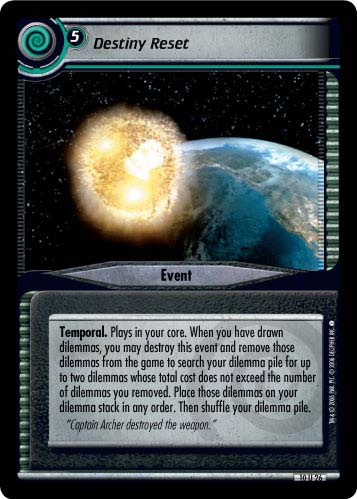 5
Destiny Reset
Event
Temporal. Plays in your core. When you have drawn
dilemmas, you may destroy this event and remove those
dilemmas from the game to search your dilemma pile for up
to two dilemmas whose total cost does not exceed the number
of dilemmas you removed. Place those dilemmas on your
dilemma stack in any order. Then shuffle your dilemma pile.
"Captain Archer destroyed the weapon."
10 U 26